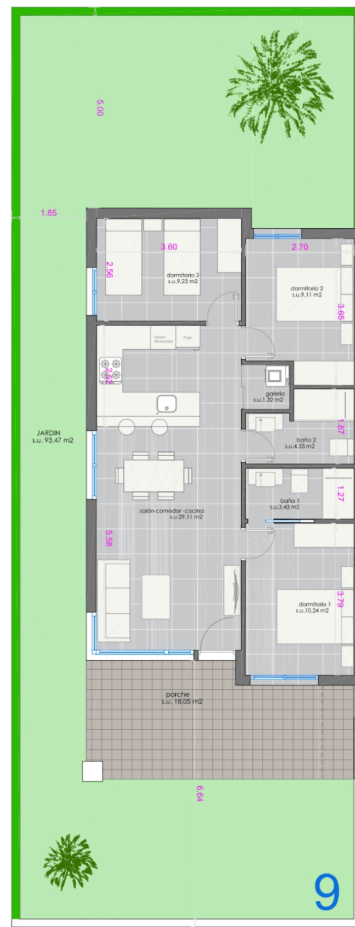 5.00
1.85
3.60
2.70
2.56
dormitorio 3
s.u.9,23 m2
dormitorio 2
s.u.9,11 m2
3.65
galeria
s.u.1,32 m2
1.87
baño 2
s.u.4,33 m2
JARDIN
s.u. 93,47 m2
baño 1
s.u.3,43 m2
1.27
salón-comedor -cocina
s.u.29,11 m2
5.58
3.79
dormitorio 1
s.u.10,24 m2
porche
s.u. 18,05 m2
6.64
9